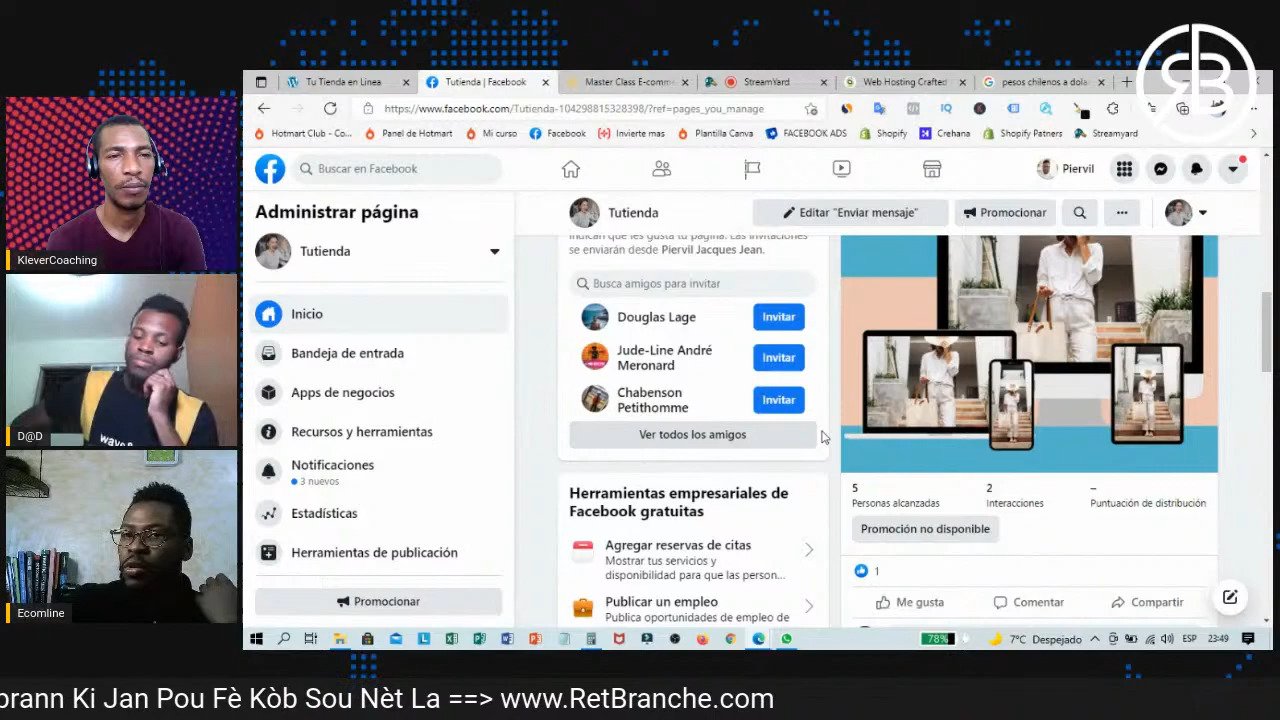 Tu Tienda en Linea
Tutienda | Facebook
Master Class E-comm
StreamYard
Web Hosting Crafted
pesos chilenos a dola
https://www.facebook.com/Tutienda-104298815328398/?ref=pages_you_manage
Hotmart Club - Co...
Panel de Hotmart
Mi curso
Facebook
Invierte mas
Plantilla Canva
FACEBOOK ADS
Shopify
Crehana
Shopify Patners
Streamyard
Buscar en Facebook
Piervil
Administrar página
Tutienda
Editar "Enviar mensaje"
Promocionar
Tutienda
Inicio
Bandeja de entrada
Apps de negocios
Recursos y herramientas
Notificaciones
3 nuevos
Estadísticas
Herramientas de publicación
Promocionar
indican que les gusta tu página. Las invitaciones
se enviarán desde Piervil Jacques Jean.
Busca amigos para invitar
Douglas Lage
Invitar
Jude-Line André
Meronard
Invitar
Chabenson
Petithomme
Invitar
Ver todos los amigos
Herramientas empresariales de
Facebook gratuitas
Agregar reservas de citas
Mostrar tus servicios y
disponibilidad para que las person...
Publicar un empleo
Publica oportunidades de empleo de
5
Personas alcanzadas
2
Interacciones
–
Puntuación de distribución
Promoción no disponible
1
Me gusta
Comentar
Compartir
78%
7°C Despejado
ESP
23:49
KleverCoaching
D@D
Ecomline
prann Ki Jan Pou Fè Kòb Sou Nèt La ==> www.RetBranche.com